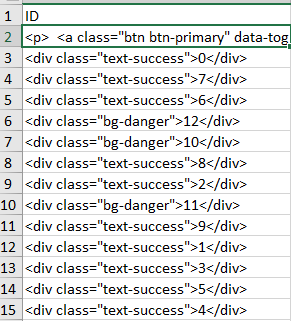 1 ID
2 <p>  <a class="btn btn-primary" data-tog
3 <div class="text-success">0</div>
4 <div class="text-success">7</div>
5 <div class="text-success">6</div>
6 <div class="bg-danger">12</div>
7 <div class="bg-danger">10</div>
8 <div class="text-success">8</div>
9 <div class="text-success">2</div>
10 <div class="bg-danger">11</div>
11 <div class="text-success">9</div>
12 <div class="text-success">1</div>
13 <div class="text-success">3</div>
14 <div class="text-success">5</div>
15 <div class="text-success">4</div>